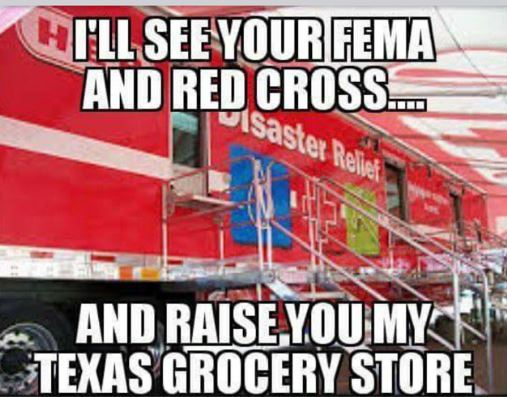 I'LL SEE YOUR FEMA
AND RED CROSS....
Disaster Relief
AND RAISE YOU MY
TEXAS GROCERY STORE